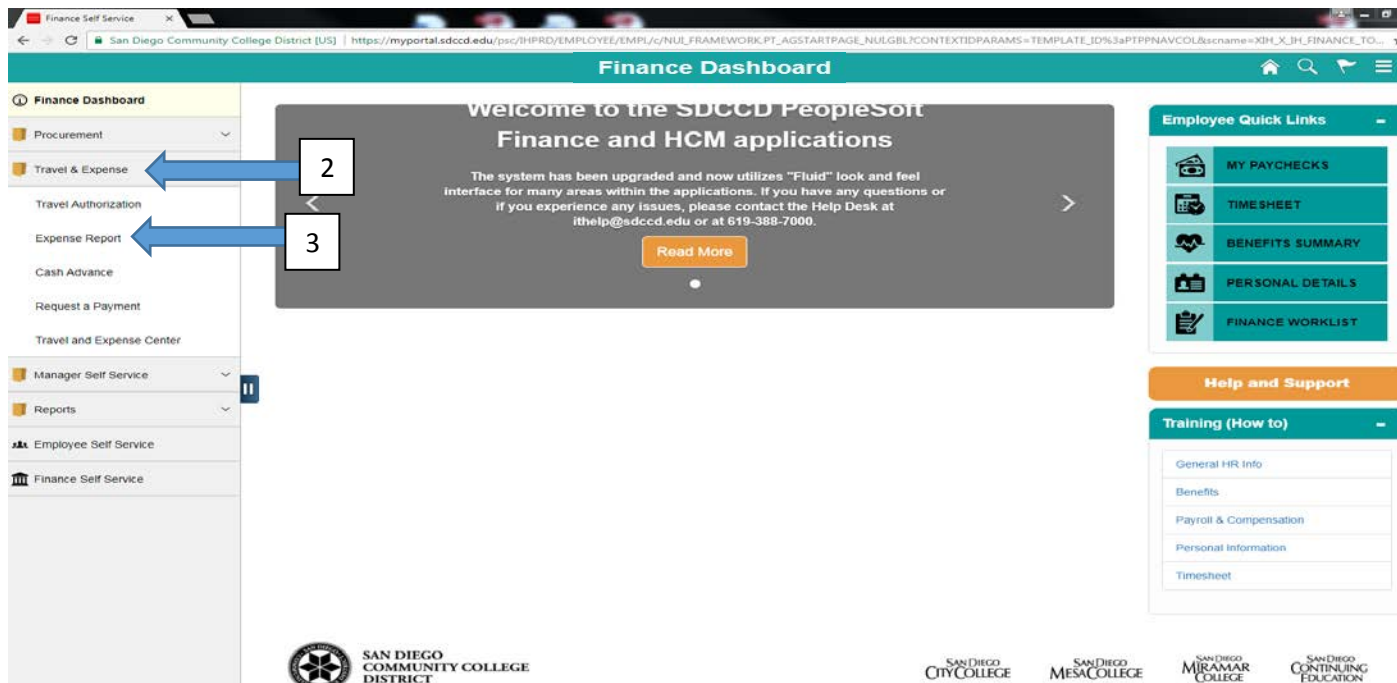 Finance Self Service
San Diego Community College District [US] | https://myportal.sdccd.edu/psc/IHPRD/EMPLOYEE/EMPL/c/NUI_FRAMEWORK.PT_AGSTARTPAGE_NUI.GBL?CONTEXTIDPARAMS=TEMPLATE_ID%3aPTPPNAVCOL&scname=XIH_X_IH_FINANCE_TO...
Finance Dashboard
Finance Dashboard
Procurement
Travel & Expense
2
Travel Authorization
Expense Report
3
Cash Advance
Request a Payment
Travel and Expense Center
Manager Self Service
Reports
Employee Self Service
Finance Self Service
Welcome to the SDCCD PeopleSoft
Finance and HCM applications
The system has been upgraded and now utilizes "Fluid" look and feel
interface for many areas within the applications. If you have any questions or
if you experience any issues, please contact the Help Desk at
ithelp@sdccd.edu or at 619-388-7000.
Read More
Employee Quick Links
MY PAYCHECKS
TIMESHEET
BENEFITS SUMMARY
PERSONAL DETAILS
FINANCE WORKLIST
Help and Support
Training (How to)
General HR Info
Benefits
Payroll & Compensation
Personal Information
Timesheet
SAN DIEGO
COMMUNITY COLLEGE
DISTRICT
SAN DIEGO
CITY COLLEGE
SAN DIEGO
MESA COLLEGE
SAN DIEGO
MIRAMAR
COLLEGE
SAN DIEGO
CONTINUING
EDUCATION